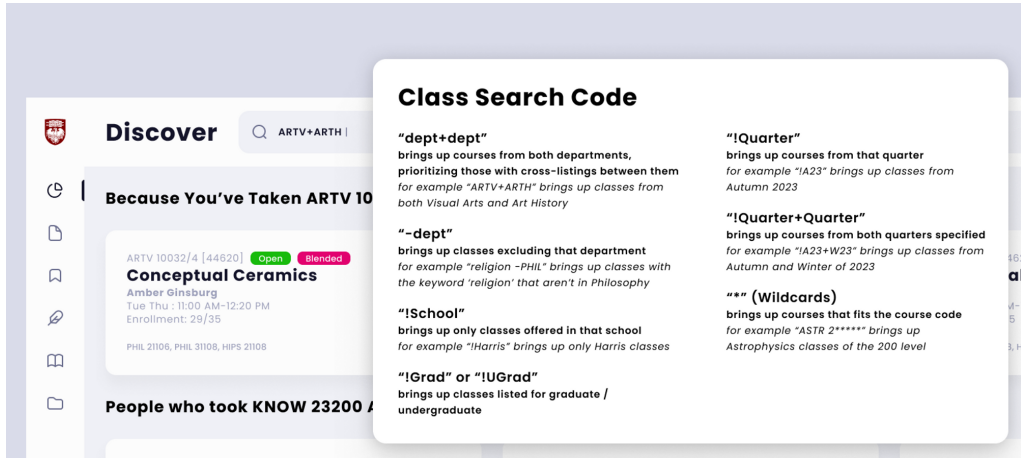 Discover
ARTV+ARTH
Because You’ve Taken ARTV 10
ARTV 10032/4 [44620] Open Blended
Conceptual Ceramics
Amber Ginsburg
Tue Thu : 11:00 AM-12:20 PM
Enrollment: 29/35
PHIL 21106, PHIL 31108, HIPS 21108
People who took KNOW 23200
Class Search Code
“dept+dept”
brings up courses from both departments,
prioritizing those with cross-listings between them
for example “ARTV+ARTH” brings up classes from
both Visual Arts and Art History
“-dept”
brings up classes excluding that department
for example “religion -PHIL” brings up classes with
the keyword ‘religion’ that aren’t in Philosophy
“!School”
brings up only classes offered in that school
for example “!Harris” brings up only Harris classes
“!Grad” or “!UGrad”
brings up classes listed for graduate /
undergraduate
“!Quarter”
brings up courses from that quarter
for example “!A23” brings up classes from
Autumn 2023
“!Quarter+Quarter”
brings up courses from both quarters specified
for example “!A23+W23” brings up classes from
Autumn and Winter of 2023
“*” (Wildcards)
brings up courses that fits the course code
for example “ASTR 2*****” brings up
Astrophysics classes of the 200 level